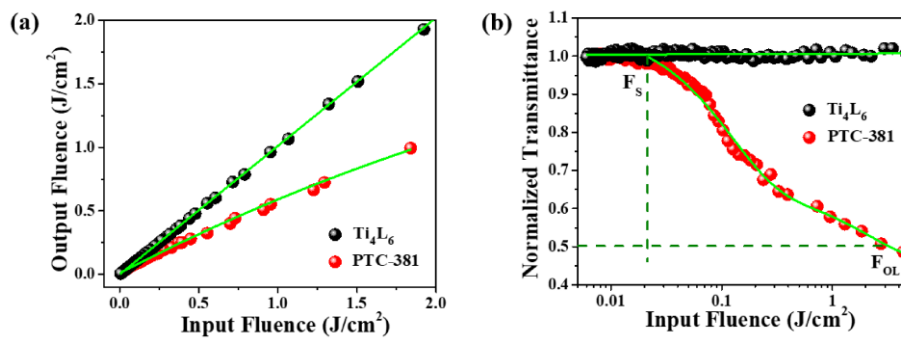 (a)
Output Fluence (J/cm²)
2.0
1.5
1.0
0.5
0.0
Ti₄L₆
PTC-381
0.0 0.5 1.0 1.5 2.0
Input Fluence (J/cm²)
(b)
Normalized Transmittance
1.1
1.0
0.9
0.8
0.7
0.6
0.5
0.4
Fₛ
Ti₄L₆
PTC-381
F_OL
0.01 0.1 1
Input Fluence (J/cm²)